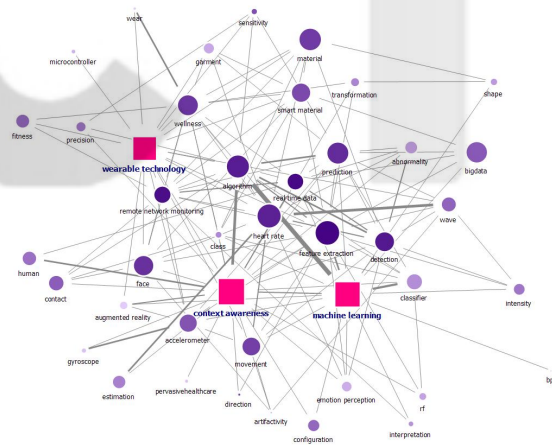 wear
sensitivity
microcontroller
garment
material
transformation
shape
smart material
wellness
fitness
precision
wearable technology
algorithm
prediction
abnormality
bigdata
realtime data
remote network monitoring
heart rate
wave
class
feature extraction
detection
human
face
contact
classifier
intensity
augmented reality
context awareness
machine learning
accelerometer
gyroscope
movement
bp
estimation
pervasivehealthcare
direction
emotion perception
rf
artifactivity
configuration
interpretation